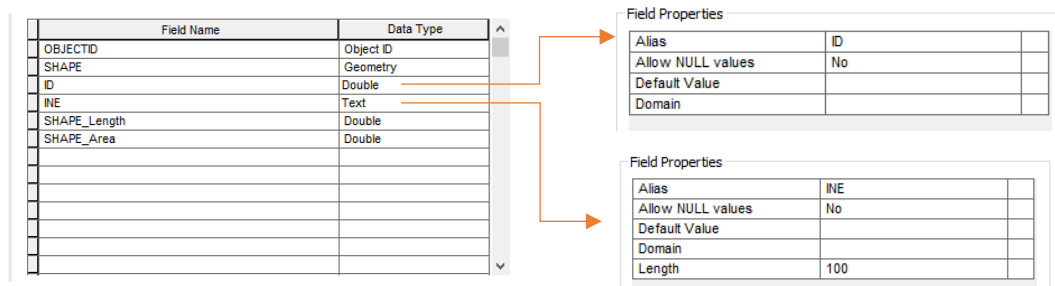 Field Name Data Type
OBJECTID Object ID
SHAPE Geometry
ID Double
INE Text
SHAPE_Length Double
SHAPE_Area Double
Field Properties
Alias ID
Allow NULL values No
Default Value
Domain
Field Properties
Alias INE
Allow NULL values No
Default Value
Domain
Length 100